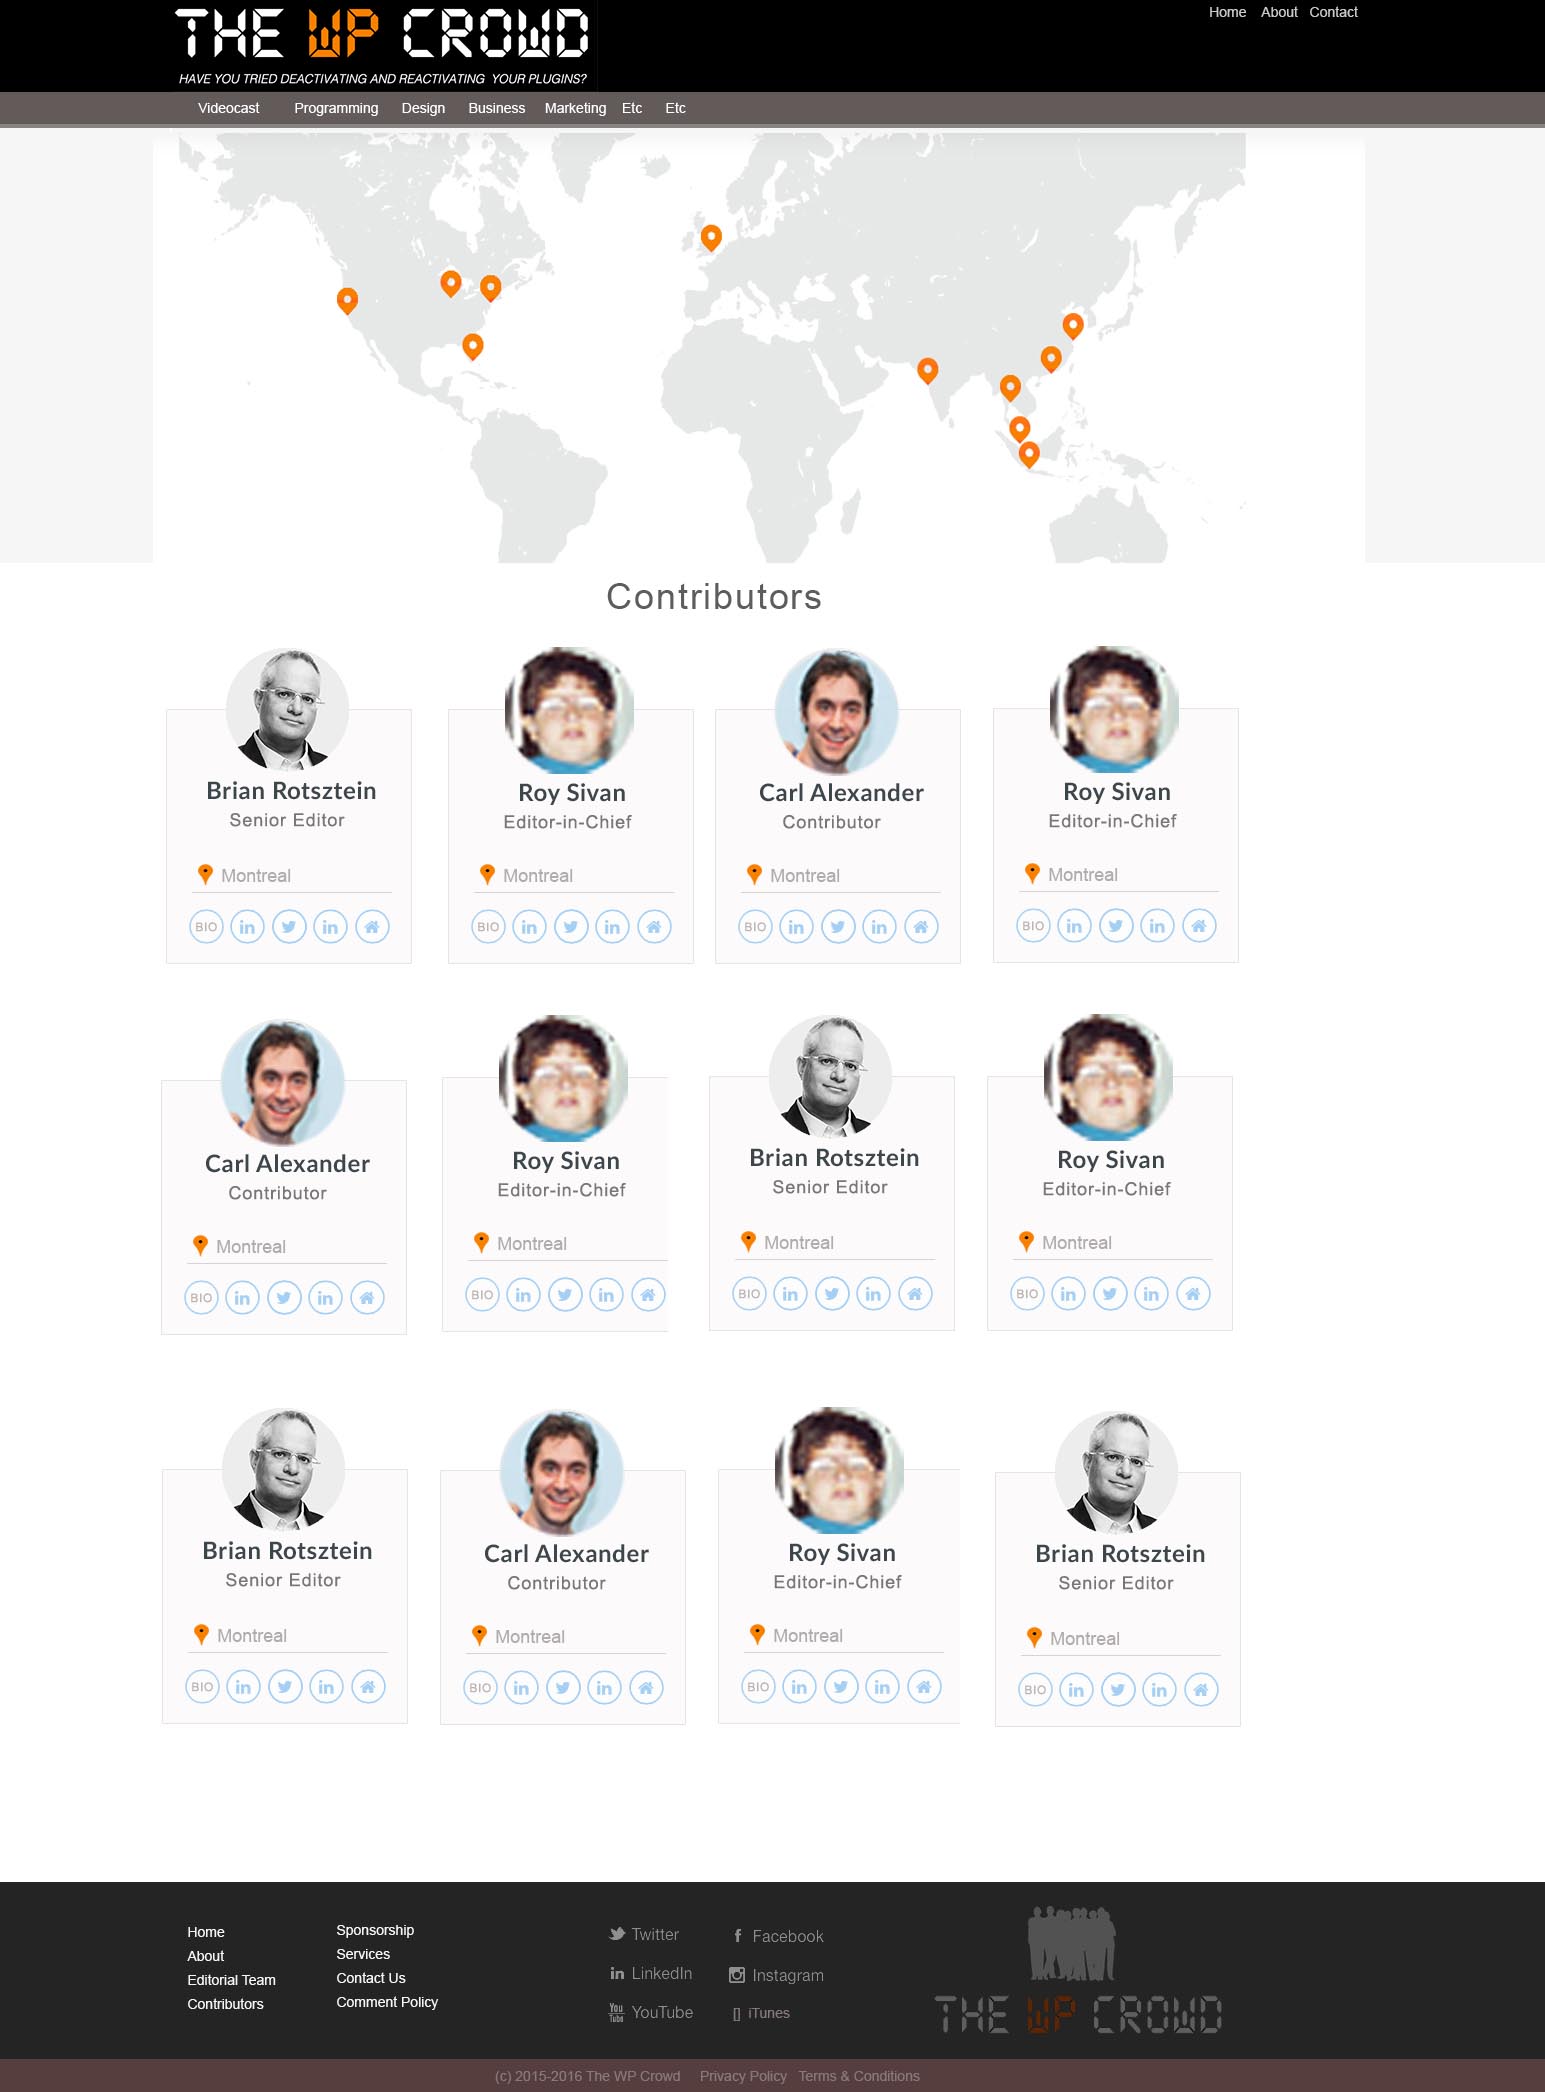 THE WP CROWD
HAVE YOU TRIED DEACTIVATING AND REACTIVATING YOUR PLUGINS?
Home About Contact
Videocast Programming Design Business Marketing Etc Etc
Contributors
Brian Rotsztein
Senior Editor
Montreal
BIO in in
Roy Sivan
Editor-in-Chief
Montreal
BIO in in
Carl Alexander
Contributor
Montreal
BIO in in
Roy Sivan
Editor-in-Chief
Montreal
BIO in in
Carl Alexander
Contributor
Montreal
BIO in in
Roy Sivan
Editor-in-Chief
Montreal
BIO in in
Brian Rotsztein
Senior Editor
Montreal
BIO in in
Roy Sivan
Editor-in-Chief
Montreal
BIO in in
Brian Rotsztein
Senior Editor
Montreal
BIO in in
Carl Alexander
Contributor
Montreal
BIO in in
Roy Sivan
Editor-in-Chief
Montreal
BIO in in
Brian Rotsztein
Senior Editor
Montreal
BIO in in
Home
About
Editorial Team
Contributors
Sponsorship
Services
Contact Us
Comment Policy
Twitter
in LinkedIn
You Tube YouTube
f Facebook
Instagram
[] iTunes
THE WP CROWD
(c) 2015-2016 The WP Crowd Privacy Policy Terms & Conditions